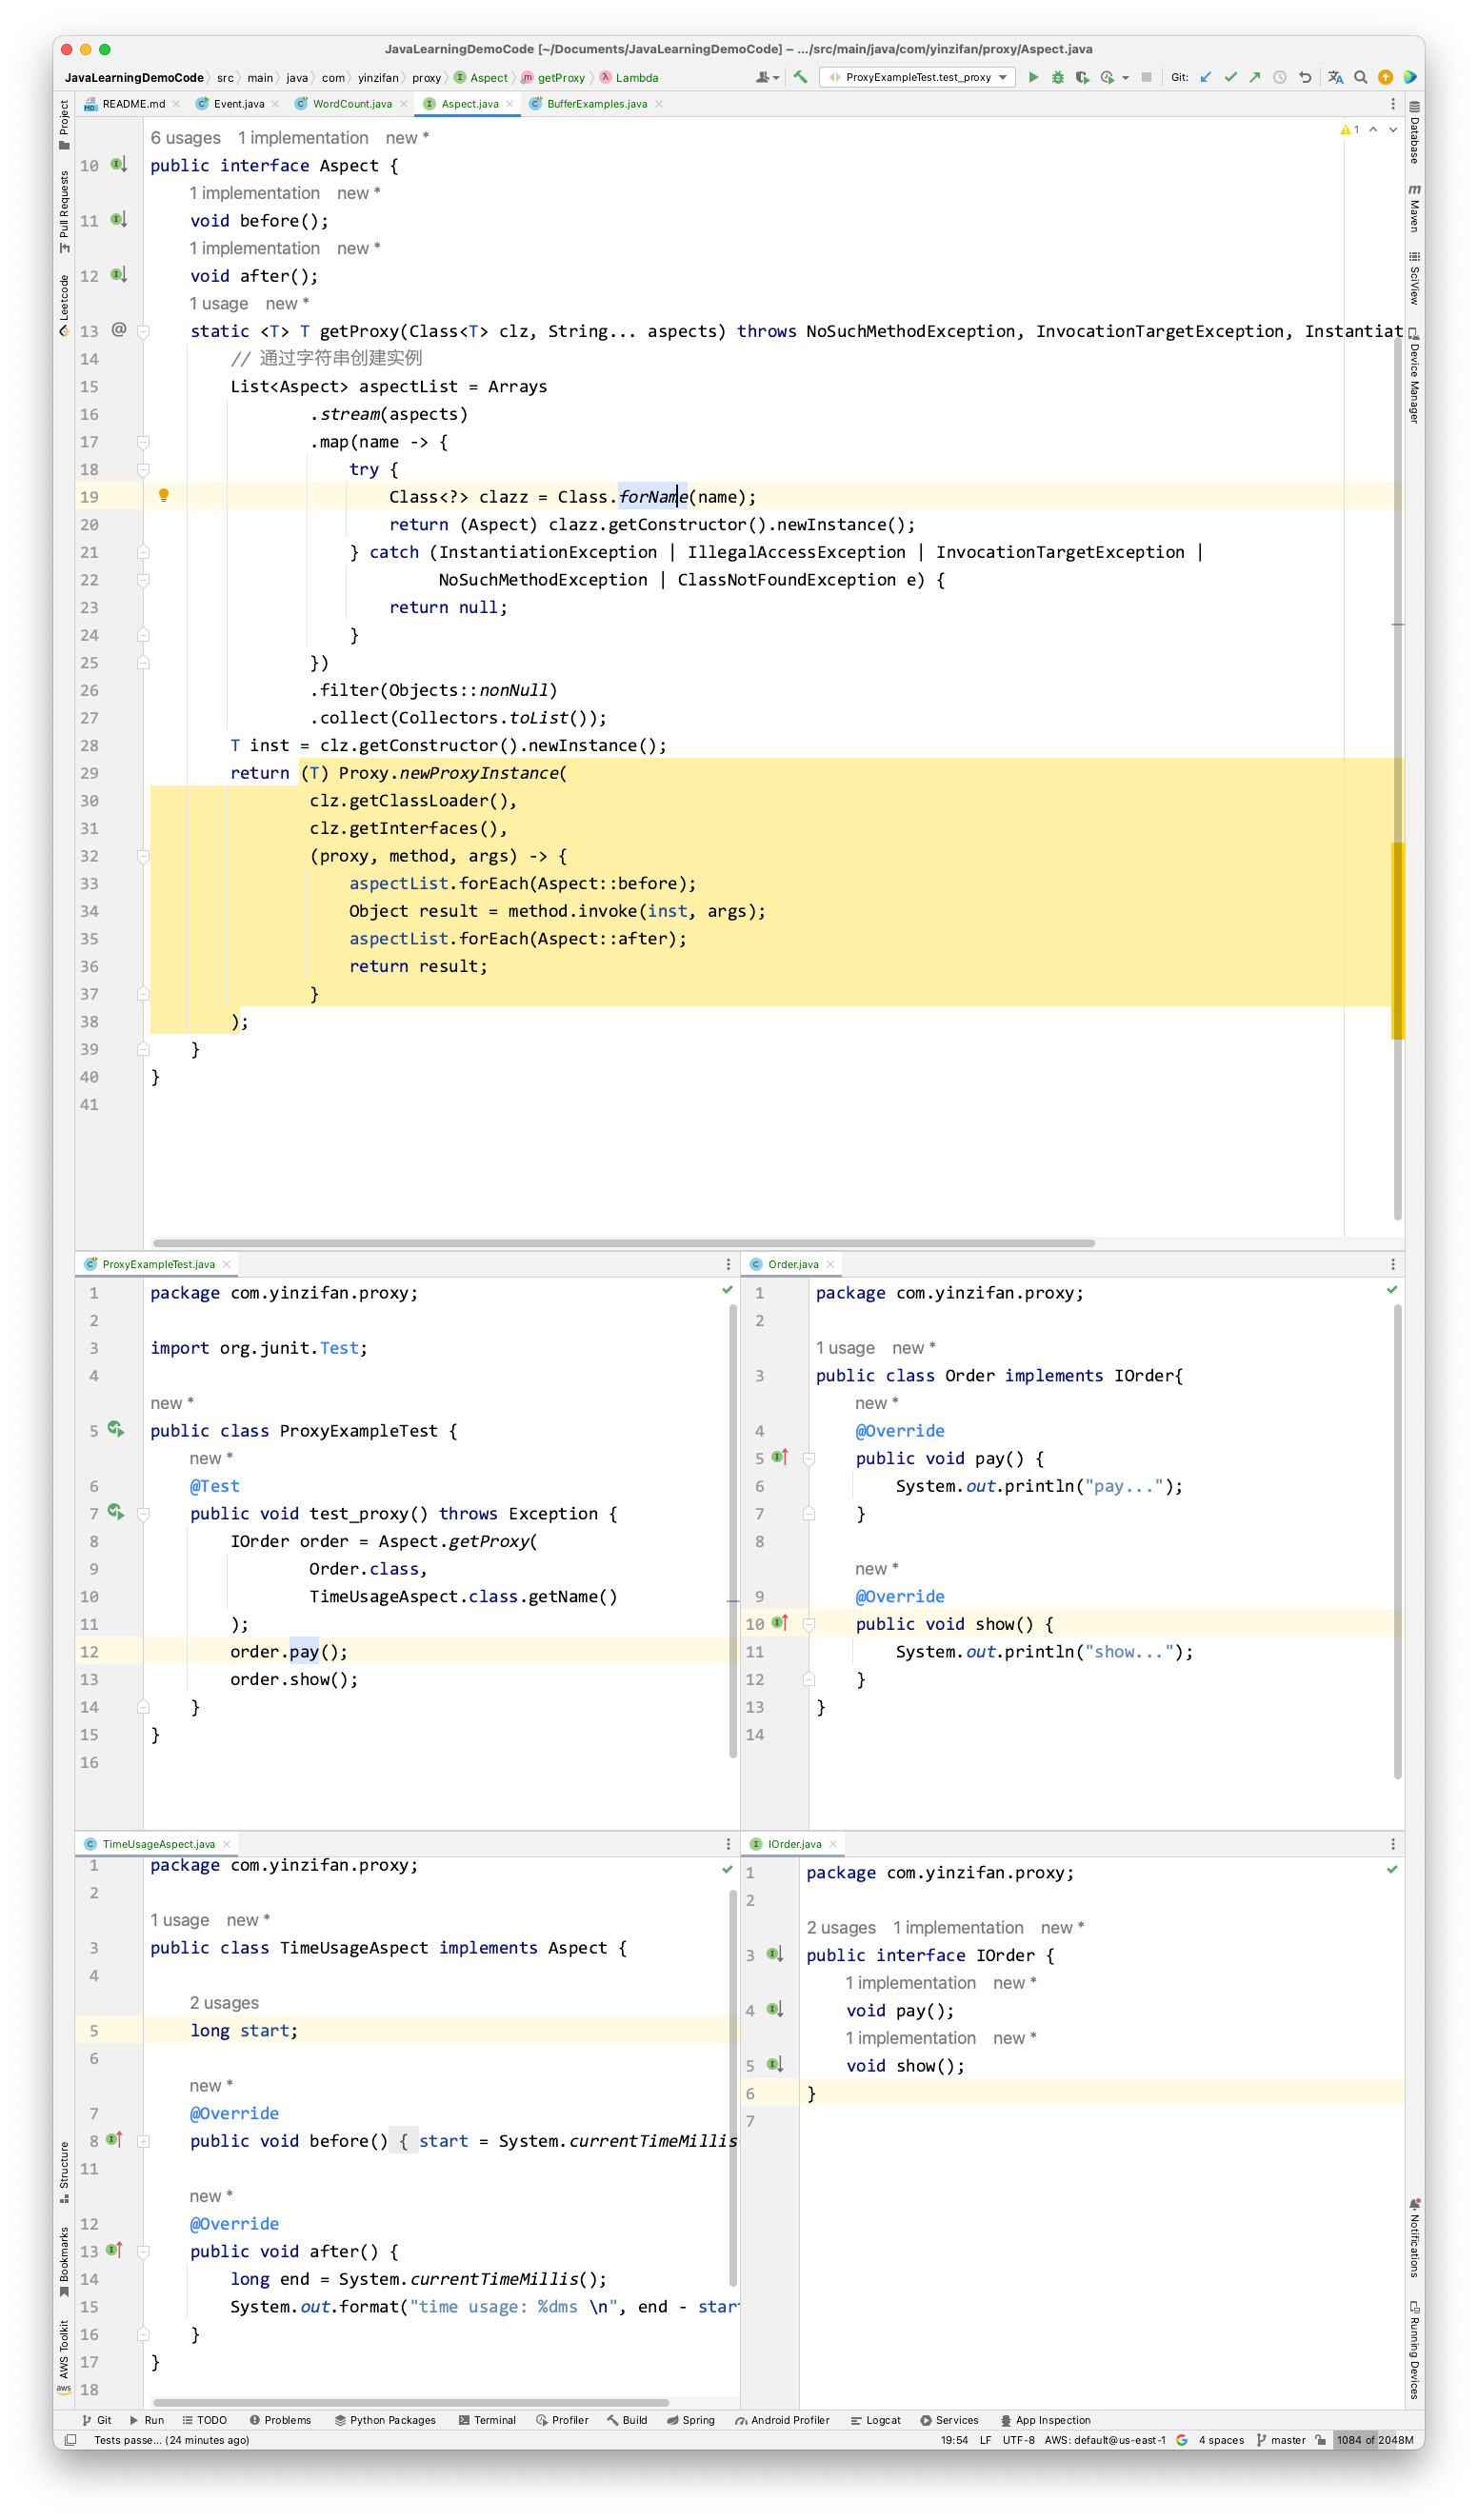 JavaLearningDemoCode [~/Documents/JavaLearningDemoCode] – .../src/main/java/com/yinzifan/proxy/Aspect.java
JavaLearningDemoCode 〉 src 〉 main 〉 java 〉 com 〉 yinzifan 〉 proxy 〉 Aspect 〉 getProxy 〉 Lambda
ProxyExampleTest.test_proxy
Git:
README.md
Event.java
WordCount.java
Aspect.java
BufferExamples.java
Project
Pull Requests
Leetcode
Structure
Bookmarks
AWS Toolkit
aws
Database
Maven
SciView
Device Manager
Notifications
Running Devices
1
6 usages 1 implementation new *
10 public interface Aspect {
1 implementation new *
11 void before();
1 implementation new *
12 void after();
1 usage new *
13 @ static <T> T getProxy(Class<T> clz, String... aspects) throws NoSuchMethodException, InvocationTargetException, Instantiat
14 // 通过字符串创建实例
15 List<Aspect> aspectList = Arrays
16 .stream(aspects)
17 .map(name -> {
18 try {
19 Class<?> clazz = Class.forName(name);
20 return (Aspect) clazz.getConstructor().newInstance();
21 } catch (InstantiationException | IllegalAccessException | InvocationTargetException |
22 NoSuchMethodException | ClassNotFoundException e) {
23 return null;
24 }
25 })
26 .filter(Objects::nonNull)
27 .collect(Collectors.toList());
28 T inst = clz.getConstructor().newInstance();
29 return (T) Proxy.newProxyInstance(
30 clz.getClassLoader(),
31 clz.getInterfaces(),
32 (proxy, method, args) -> {
33 aspectList.forEach(Aspect::before);
34 Object result = method.invoke(inst, args);
35 aspectList.forEach(Aspect::after);
36 return result;
37 }
38 );
39 }
40 }
41
ProxyExampleTest.java
1 package com.yinzifan.proxy;
2
3 import org.junit.Test;
4
new *
5 public class ProxyExampleTest {
new *
6 @Test
7 public void test_proxy() throws Exception {
8 IOrder order = Aspect.getProxy(
9 Order.class,
10 TimeUsageAspect.class.getName()
11 );
12 order.pay();
13 order.show();
14 }
15 }
16
Order.java
1 package com.yinzifan.proxy;
2
1 usage new *
3 public class Order implements IOrder{
new *
4 @Override
5 public void pay() {
6 System.out.println("pay...");
7 }
8
new *
9 @Override
10 public void show() {
11 System.out.println("show...");
12 }
13 }
14
TimeUsageAspect.java
1 package com.yinzifan.proxy;
2
1 usage new *
3 public class TimeUsageAspect implements Aspect {
4
2 usages
5 long start;
6
new *
7 @Override
8 public void before() { start = System.currentTimeMillis
11
new *
12 @Override
13 public void after() {
14 long end = System.currentTimeMillis();
15 System.out.format("time usage: %dms \n", end - star
16 }
17 }
18
IOrder.java
1 package com.yinzifan.proxy;
2
2 usages 1 implementation new *
3 public interface IOrder {
1 implementation new *
4 void pay();
1 implementation new *
5 void show();
6 }
7
Git Run TODO Problems Python Packages Terminal Profiler Build Spring Android Profiler Logcat Services App Inspection
Tests passe... (24 minutes ago) 19:54 LF UTF-8 AWS: default@us-east-1 4 spaces master 1084 of 2048M